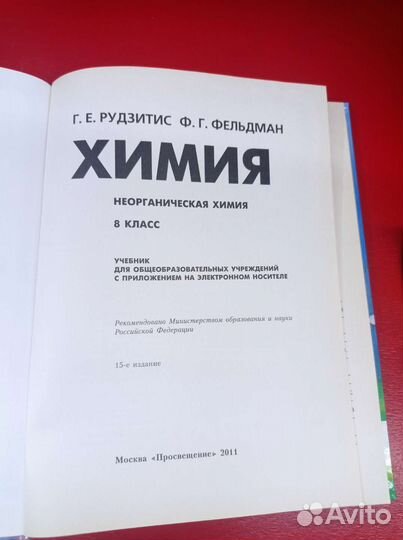 Г. Е. РУДЗИТИС Ф. Г. ФЕЛЬДМАН
ХИМИЯ
НЕОРГАНИЧЕСКАЯ ХИМИЯ
8 КЛАСС
УЧЕБНИК
ДЛЯ ОБЩЕОБРАЗОВАТЕЛЬНЫХ УЧРЕЖДЕНИЙ
С ПРИЛОЖЕНИЕМ НА ЭЛЕКТРОННОМ НОСИТЕЛЕ
Рекомендовано Министерством образования и науки
Российской Федерации
15-е издание
Москва «Просвещение» 2011
Avito